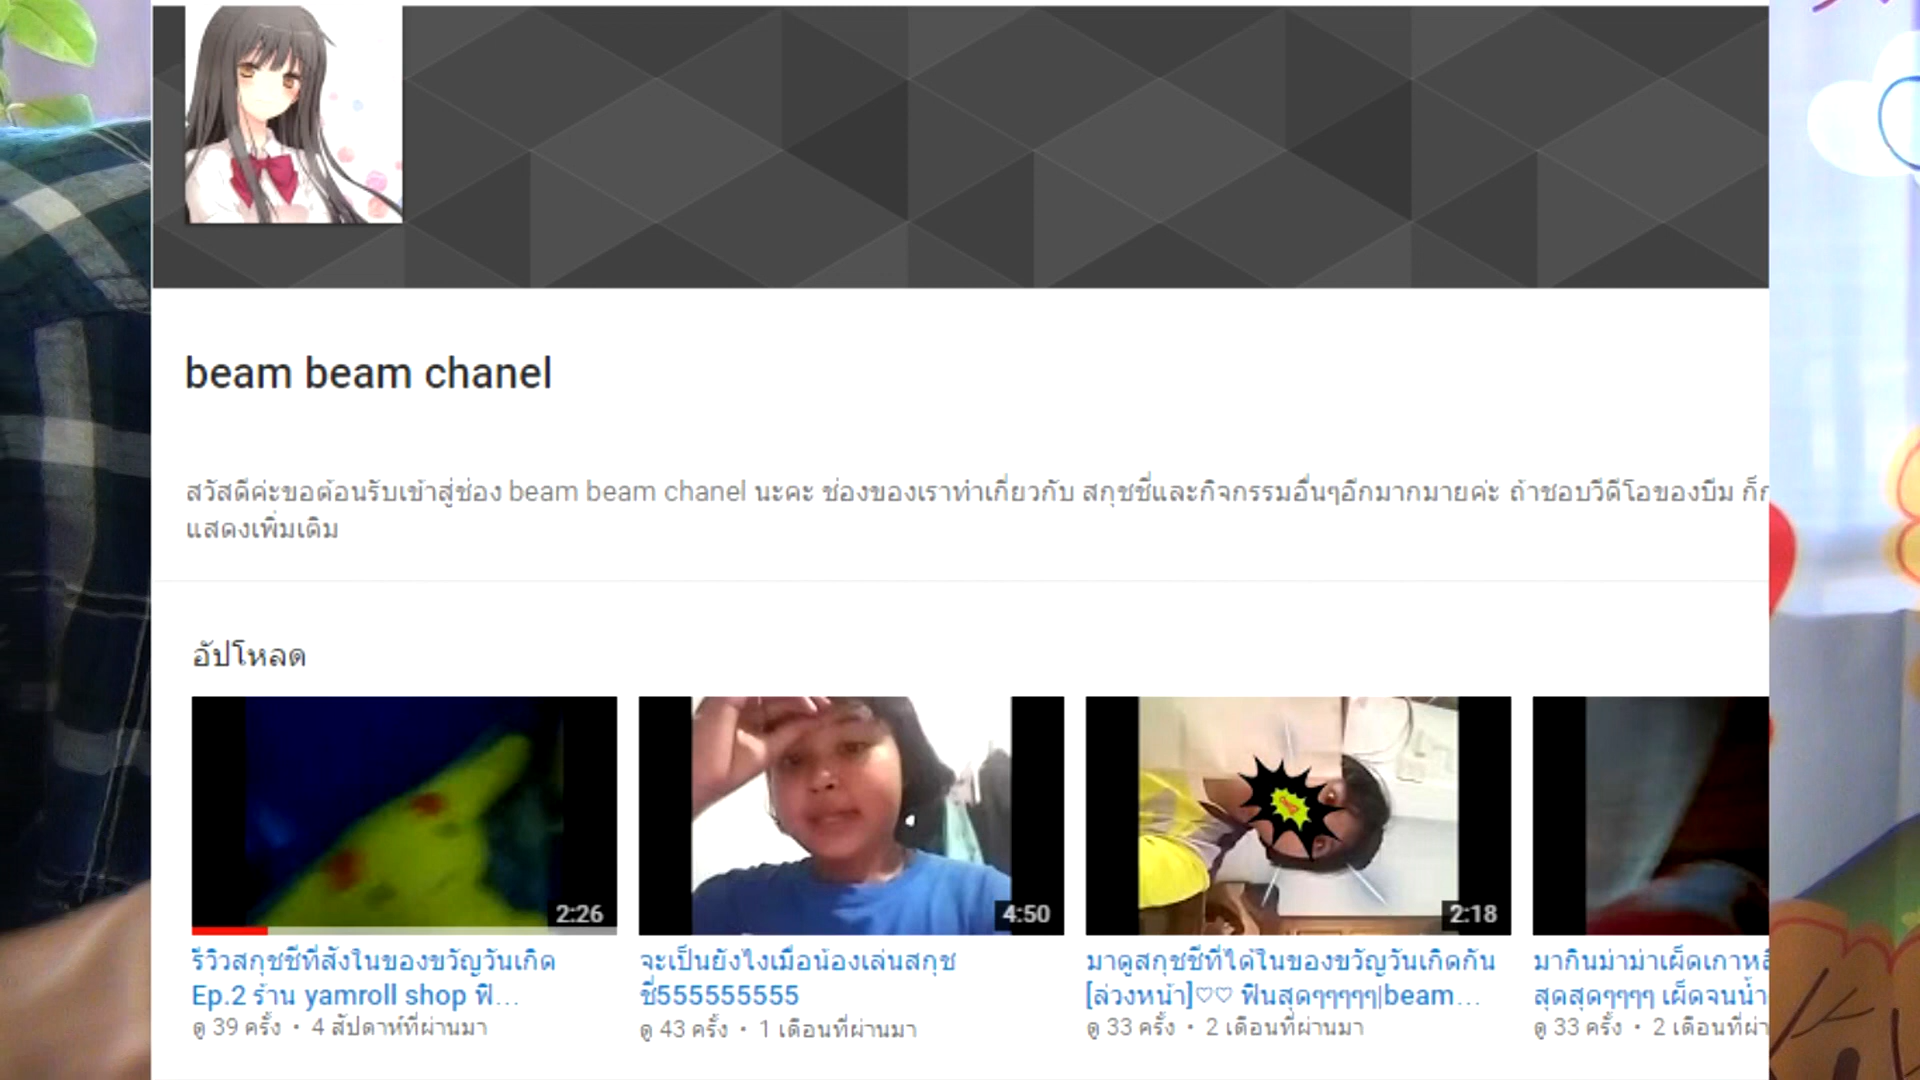 beam beam chanel
สวัสดีค่ะขอต้อนรับเข้าสู่ช่อง beam beam chanel นะคะ ช่องของเราทำเกี่ยวกับ สกุชชี่และกิจกรรมอื่นๆอีกมากมายค่ะ ถ้าชอบวีดีโอของบีม ก็ก
แสดงเพิ่มเติม
อัปโหลด
2:26
4:50
2:18
รีวิวสกุชชี่ที่สั่งในของขวัญวันเกิด
Ep.2 ร้าน yamroll shop ฟิ...
ดู 39 ครั้ง • 4 สัปดาห์ที่ผ่านมา
จะเป็นยังไงเมื่อน้องเล่นสกุช
ชี่555555555
ดู 43 ครั้ง • 1 เดือนที่ผ่านมา
มาดูสกุชชี่ที่ได้ในของขวัญวันเกิดกัน
[ล่วงหน้า]♡♡ ฟินสุดๆๆๆๆๆ|beam...
ดู 33 ครั้ง • 2 เดือนที่ผ่านมา
มากินม่าม่าเผ็ดเกาหลี
สุดสุดๆๆๆๆ เผ็ดจนน้ำ
ดู 33 ครั้ง • 2 เดือนที่ผ่า